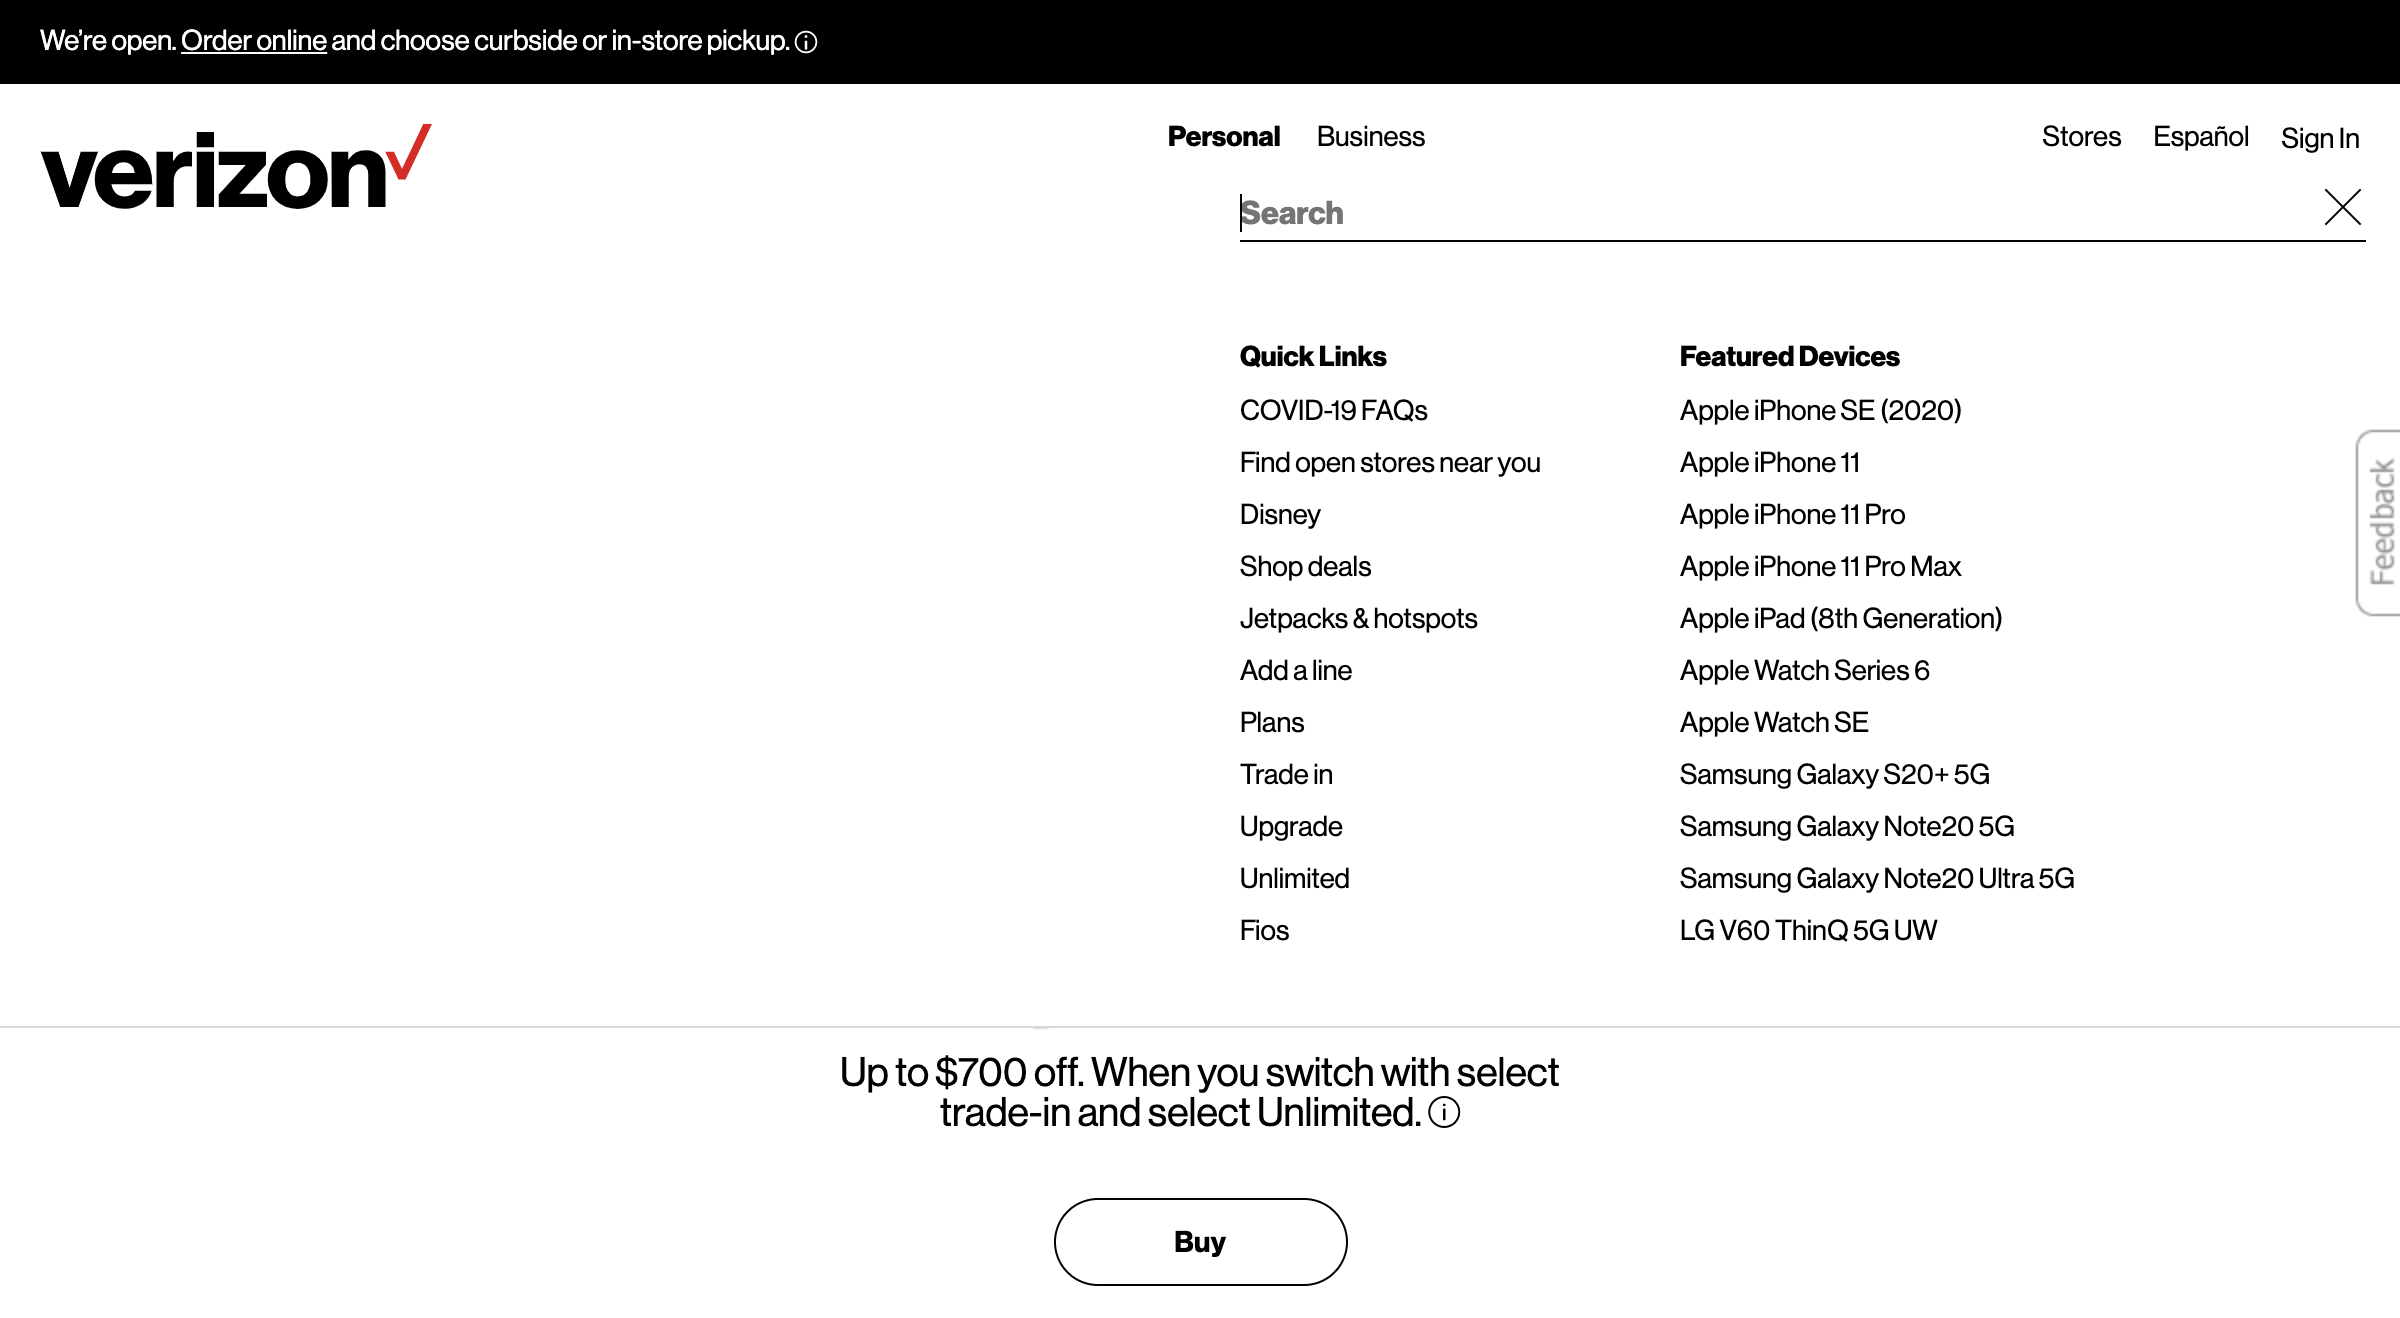 We're open. Order online and choose curbside or in-store pickup.
verizon
Personal Business
Stores Español Sign In
Search
Quick Links
COVID-19 FAQs
Find open stores near you
Disney
Shop deals
Jetpacks & hotspots
Add a line
Plans
Trade in
Upgrade
Unlimited
Fios
Featured Devices
Apple iPhone SE (2020)
Apple iPhone 11
Apple iPhone 11 Pro
Apple iPhone 11 Pro Max
Apple iPad (8th Generation)
Apple Watch Series 6
Apple Watch SE
Samsung Galaxy S20+ 5G
Samsung Galaxy Note20 5G
Samsung Galaxy Note20 Ultra 5G
LG V60 ThinQ 5G UW
Feedback
Up to $700 off. When you switch with select
trade-in and select Unlimited.
Buy